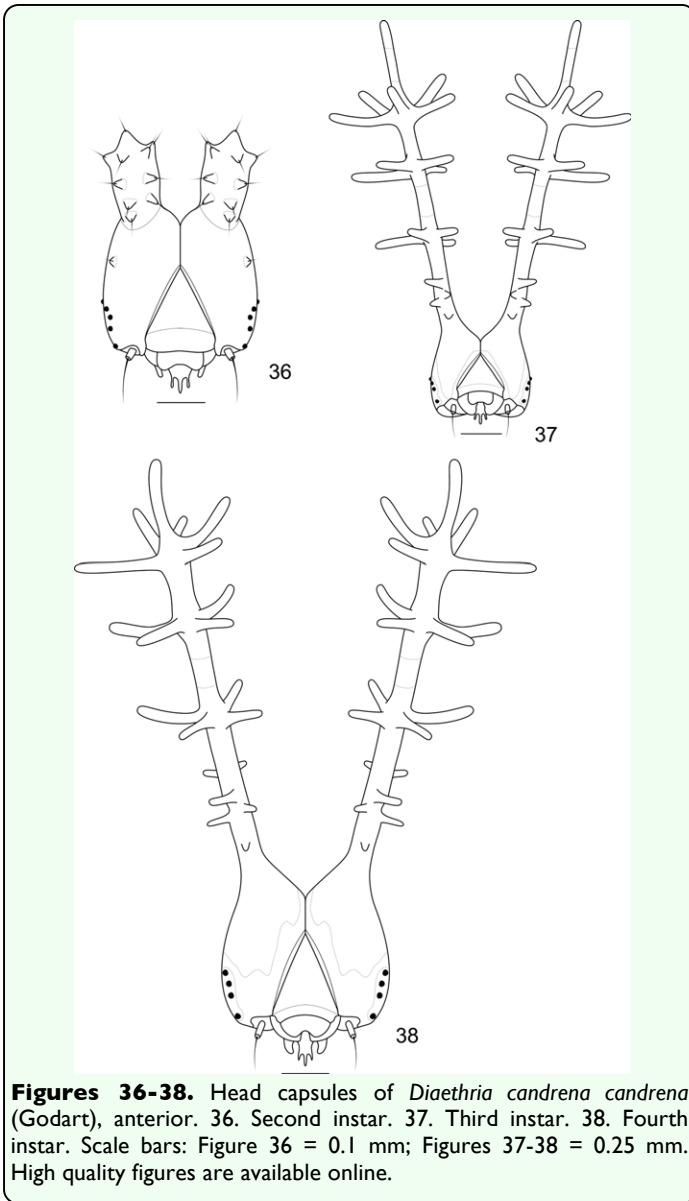 36
37
38
Figures 36-38. Head capsules of Diaethria candrena candrena
(Godart), anterior. 36. Second instar. 37. Third instar. 38. Fourth
instar. Scale bars: Figure 36 = 0.1 mm; Figures 37-38 = 0.25 mm.
High quality figures are available online.